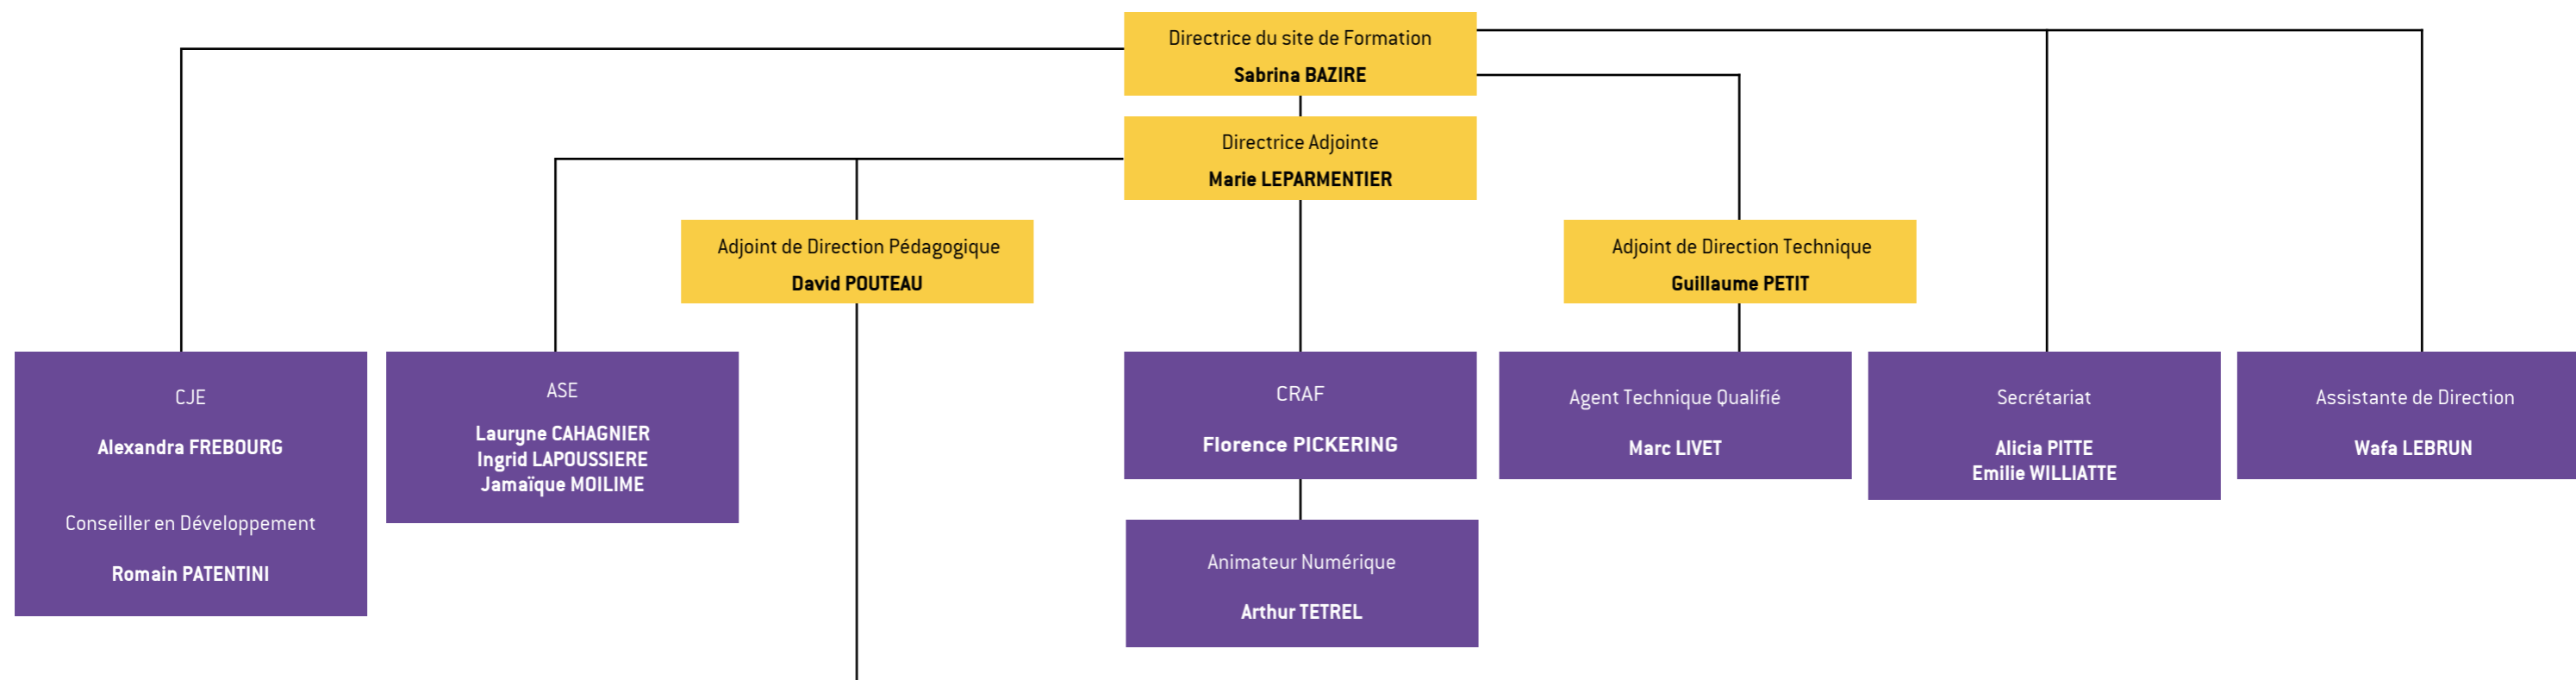 Directrice du site de Formation
Sabrina BAZIRE
Directrice Adjointe
Marie LEPARMENTIER
Adjoint de Direction Pédagogique
David POUTEAU
Adjoint de Direction Technique
Guillaume PETIT
CJE
Alexandra FREBOURG
Conseiller en Développement
Romain PATENTINI
ASE
Lauryne CAHAGNIER
Ingrid LAPOUSSIERE
Jamaïque MOILIME
CRAF
Florence PICKERING
Animateur Numérique
Arthur TETREL
Agent Technique Qualifié
Marc LIVET
Secrétariat
Alicia PITTE
Emilie WILLIATTE
Assistante de Direction
Wafa LEBRUN